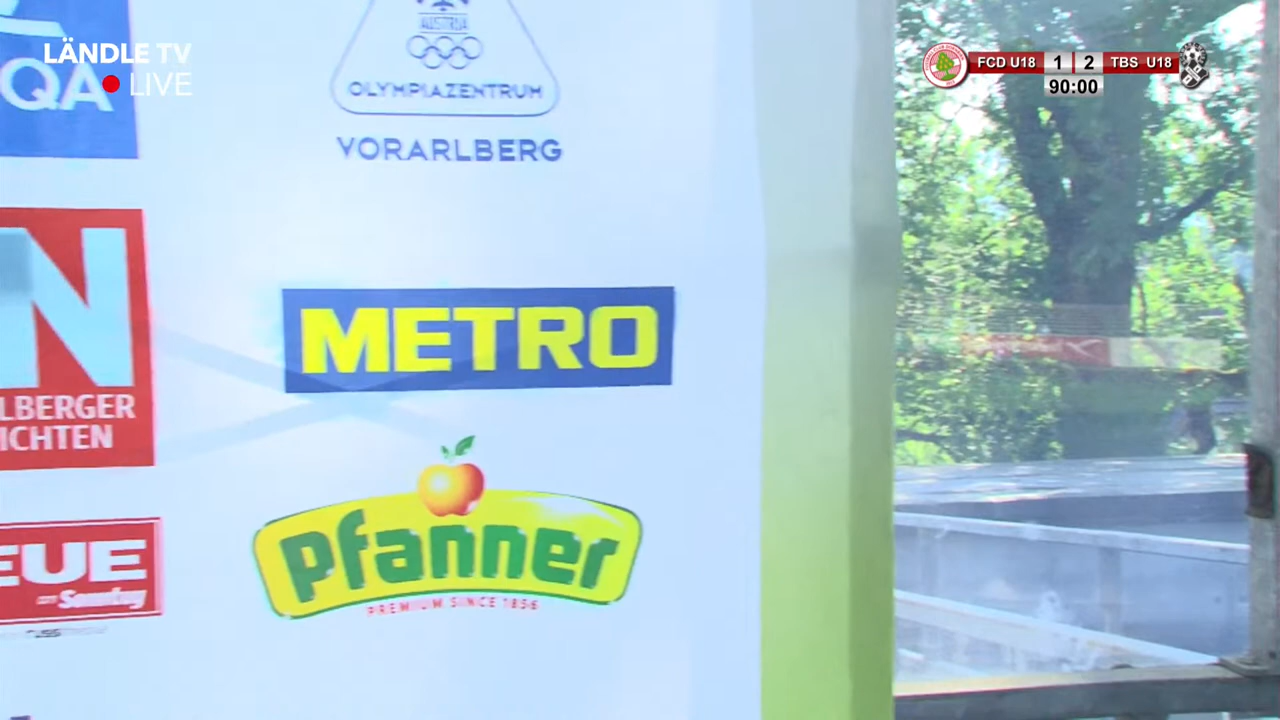 LÄNDLE TV
LIVE
QA
FCD U18 1 2 TBS U18
90:00
AUSTRIA
OLYMPIAZENTRUM
VORARLBERG
N
LBERGER
ICHTEN
METRO
Pfanner
PREMIUM SINCE 1856
EUE
am Sonntag